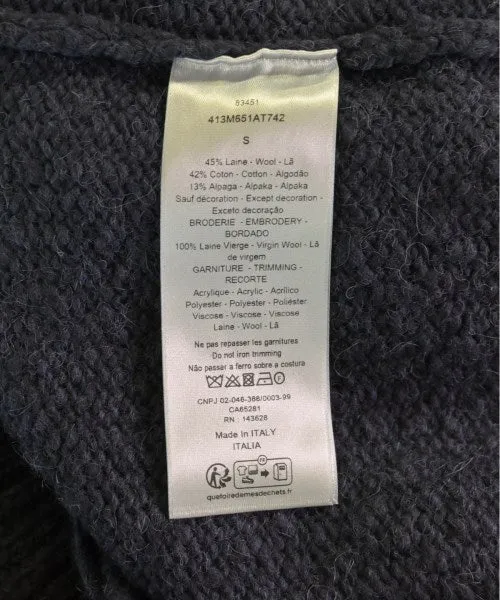 83451
413M651AT742
S
45% Laine - Wool - Lã
42% Coton - Cotton - Algodão
13% Alpaga - Alpaka - Alpaka
Sauf décoration - Except decoration -
Exceto decoração
BRODERIE - EMBRODERY -
BORDADO
100% Laine Vierge - Virgin Wool - Lã
de virgem
GARNITURE - TRIMMING -
RECORTE
Acrylique - Acrylic - Acrílico
Polyester - Polyester - Poliéster
Viscose - Viscose - Viscose
Laine - Wool - Lã
Ne pas repasser les garnitures
Do not iron trimming
Não passar a ferro sobre a costura
CNPJ 02-046-388/0003-99
CA65281
RN : 143628
Made in ITALY
ITALIA
FR
quefairedemesdechets.fr